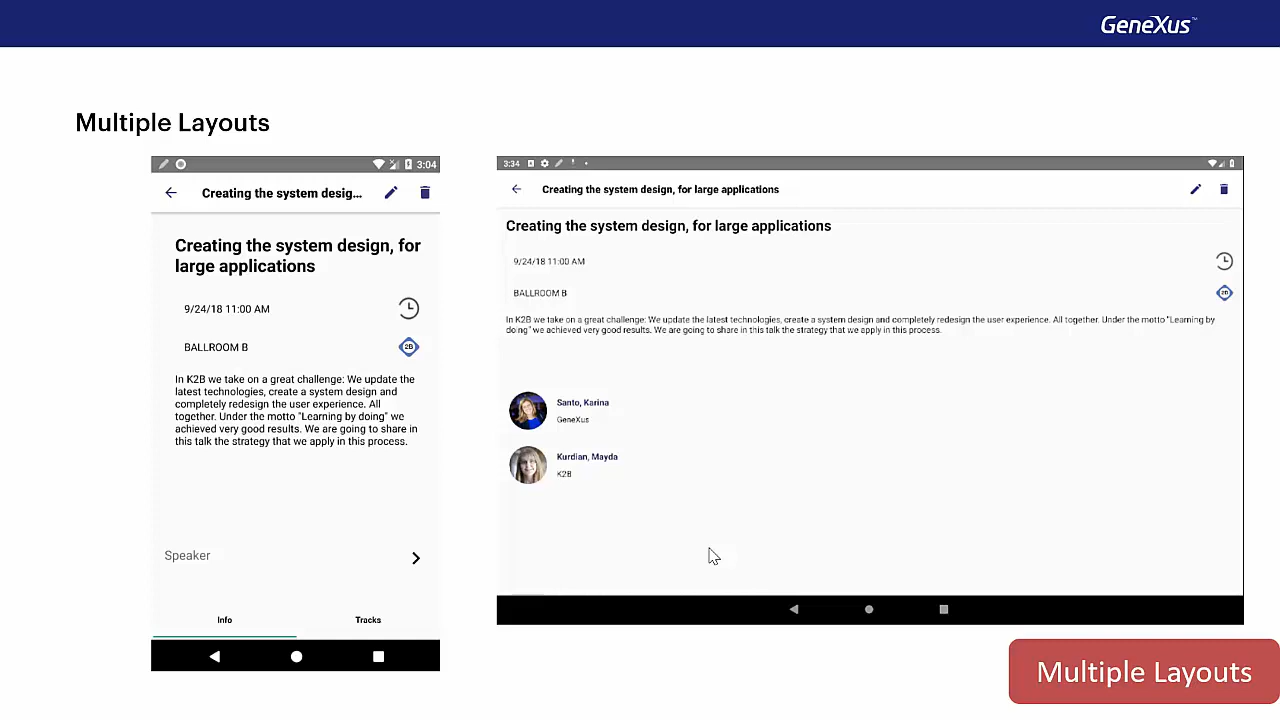 GeneXus™
Multiple Layouts
3:04
Creating the system desig...
Creating the system design, for
large applications
9/24/18 11:00 AM
BALLROOM B
2B
In K2B we take on a great challenge: We update the
latest technologies, create a system design and
completely redesign the user experience. All
together. Under the motto "Learning by doing" we
achieved very good results. We are going to share in
this talk the strategy that we apply in this process.
Speaker
Info
Tracks
3:34
Creating the system design, for large applications
Creating the system design, for large applications
9/24/18 11:00 AM
BALLROOM B
2B
In K2B we take on a great challenge: We update the latest technologies, create a system design and completely redesign the user experience. All together. Under the motto "Learning by
doing" we achieved very good results. We are going to share in this talk the strategy that we apply in this process.
Santo, Karina
GeneXus
Kurdian, Mayda
K2B
Multiple Layouts